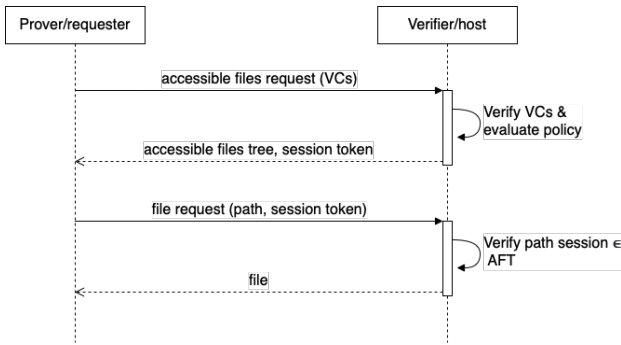 Prover/requester
Verifier/host
accessible files request (VCs)
Verify VCs &
evaluate policy
accessible files tree, session token
file request (path, session token)
Verify path session ∈
AFT
file